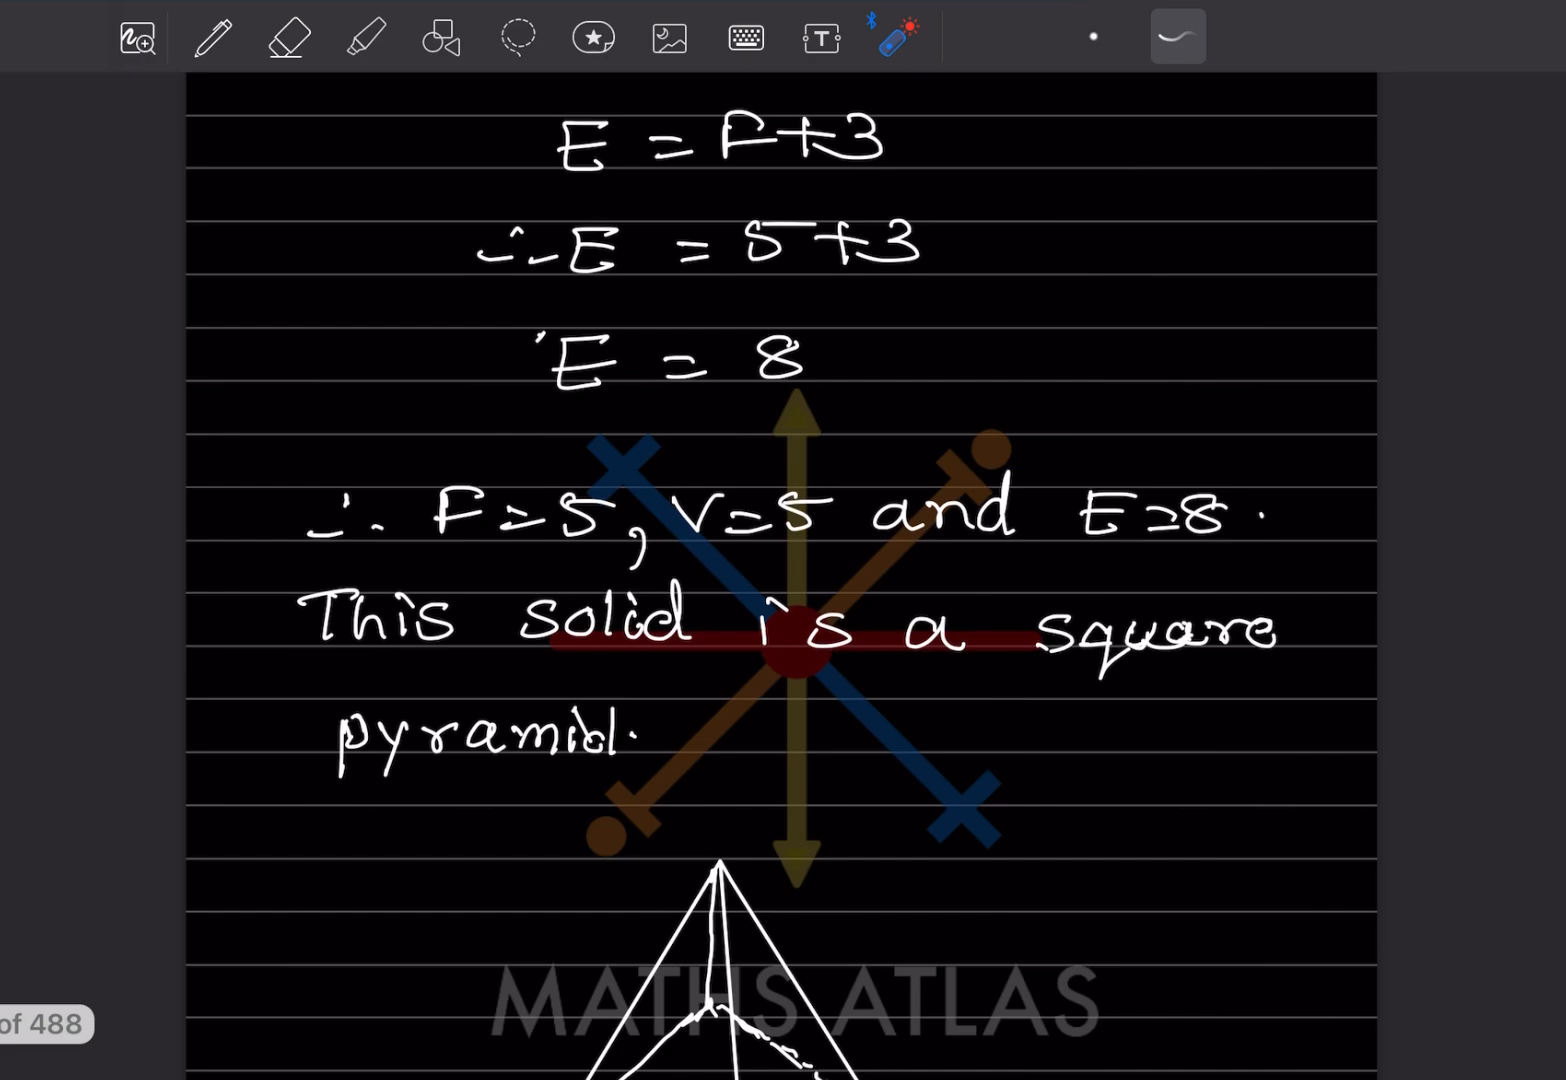 E = F+3
∴ E = 5+3
E = 8
∴ F=5, V=5 and E=8.
This solid is a square
pyramid.
MATHS ATLAS
of 488